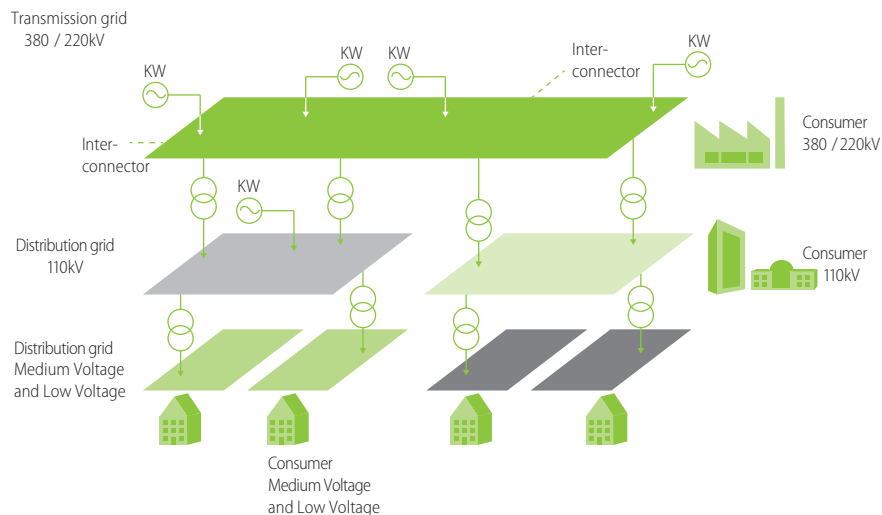 Transmission grid
380 / 220kV
KW
KW
KW
KW
Inter-
connector
Inter-
connector
Consumer
380 / 220kV
KW
Distribution grid
110kV
Consumer
110kV
Distribution grid
Medium Voltage
and Low Voltage
Consumer
Medium Voltage
and Low Voltage